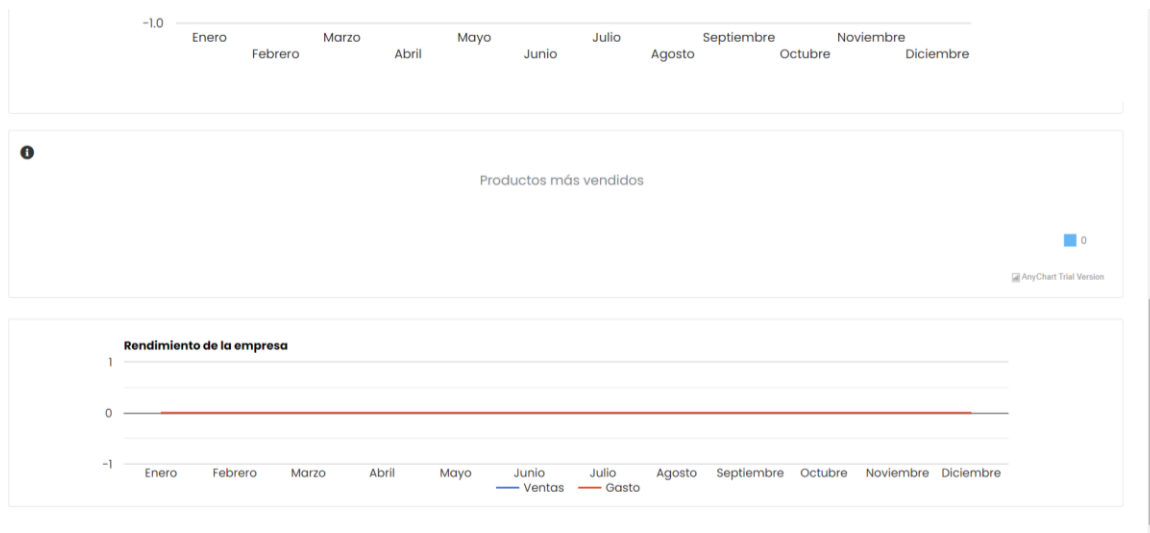 -1.0
Enero Marzo Mayo Julio Septiembre Noviembre
Febrero Abril Junio Agosto Octubre Diciembre
Productos más vendidos
0
AnyChart Trial Version
Rendimiento de la empresa
1
0
-1
Enero Febrero Marzo Abril Mayo Junio Julio Agosto Septiembre Octubre Noviembre Diciembre
Ventas Gasto